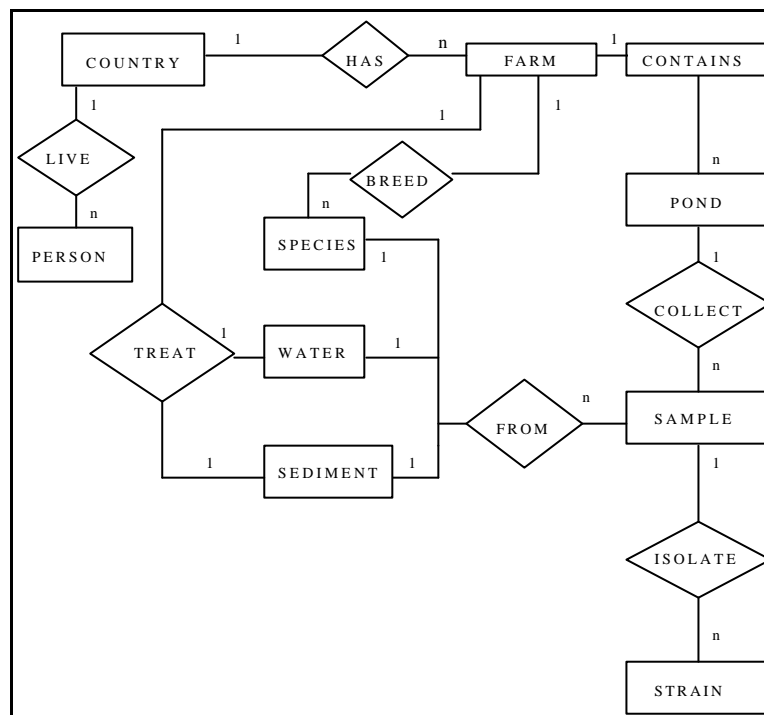 1
n
1
COUNTRY
HAS
FARM
CONTAINS
1
1
1
LIVE
BREED
n
n
n
POND
PERSON
SPECIES
1
1
COLLECT
1
TREAT
WATER
1
n
n
SAMPLE
FROM
1
SEDIMENT
1
1
ISOLATE
n
STRAIN